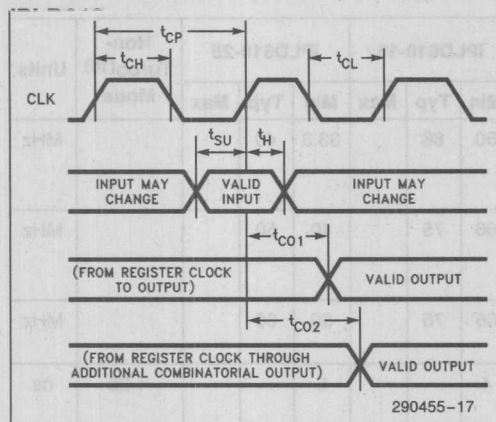 tCP
tCH
tCL
CLK
tSU
tH
INPUT MAY CHANGE
VALID INPUT
INPUT MAY CHANGE
tCO1
(FROM REGISTER CLOCK TO OUTPUT)
VALID OUTPUT
tCO2
(FROM REGISTER CLOCK THROUGH ADDITIONAL COMBINATORIAL OUTPUT)
VALID OUTPUT
290455-17